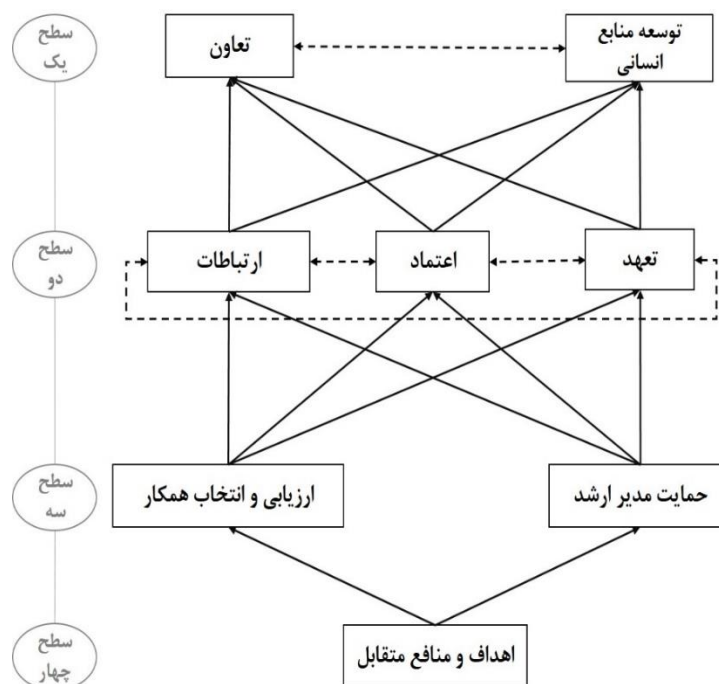 سطح
یک
توسعه منابع
انسانی
تعاون
سطح
دو
تعهد
اعتماد
ارتباطات
سطح
سه
حمایت مدیر ارشد
ارزیابی و انتخاب همکار
سطح
چهار
اهداف و منافع متقابل